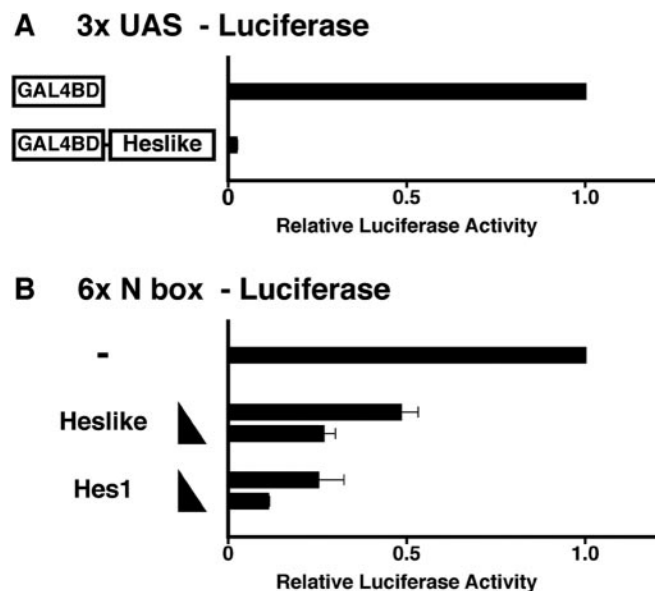 A 3x UAS - Luciferase
GAL4BD
GAL4BD Heslike
0 0.5 1.0
Relative Luciferase Activity
B 6x N box - Luciferase
-
Heslike
Hes1
0 0.5 1.0
Relative Luciferase Activity